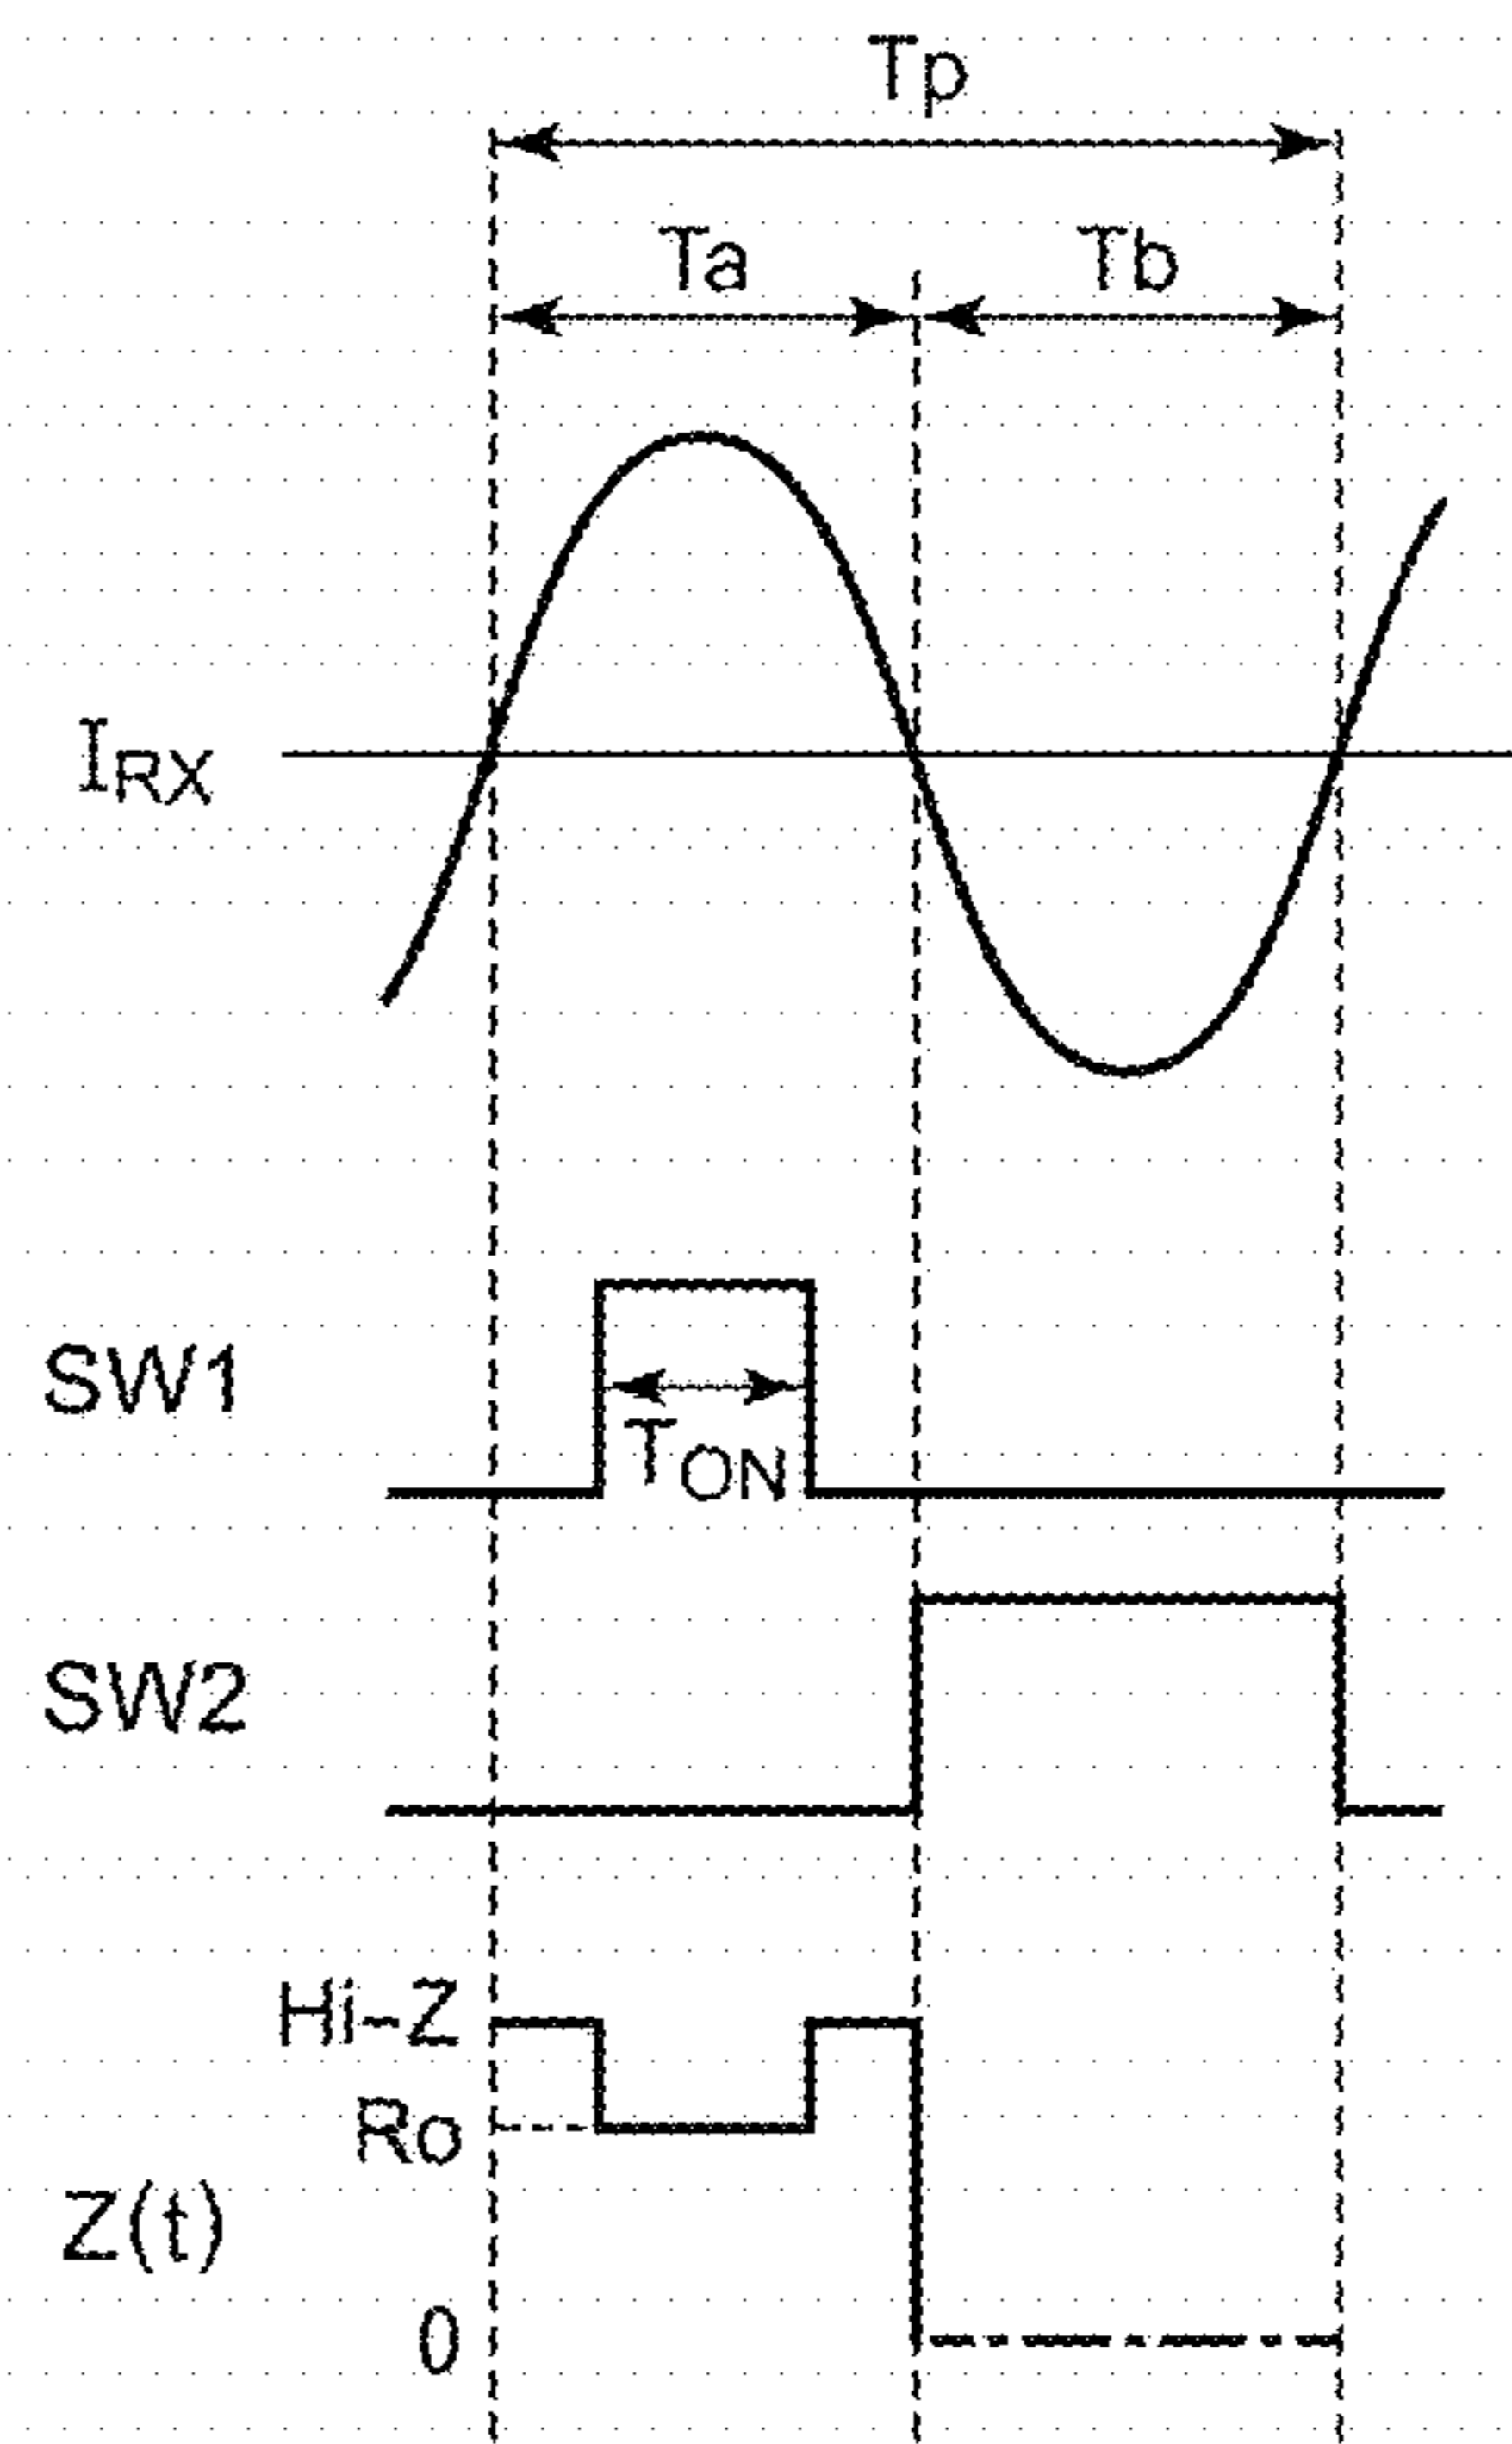 Tp
Ta Tb
IRX
SW1
TON
SW2
Hi-Z
Ro
Z(t)
0